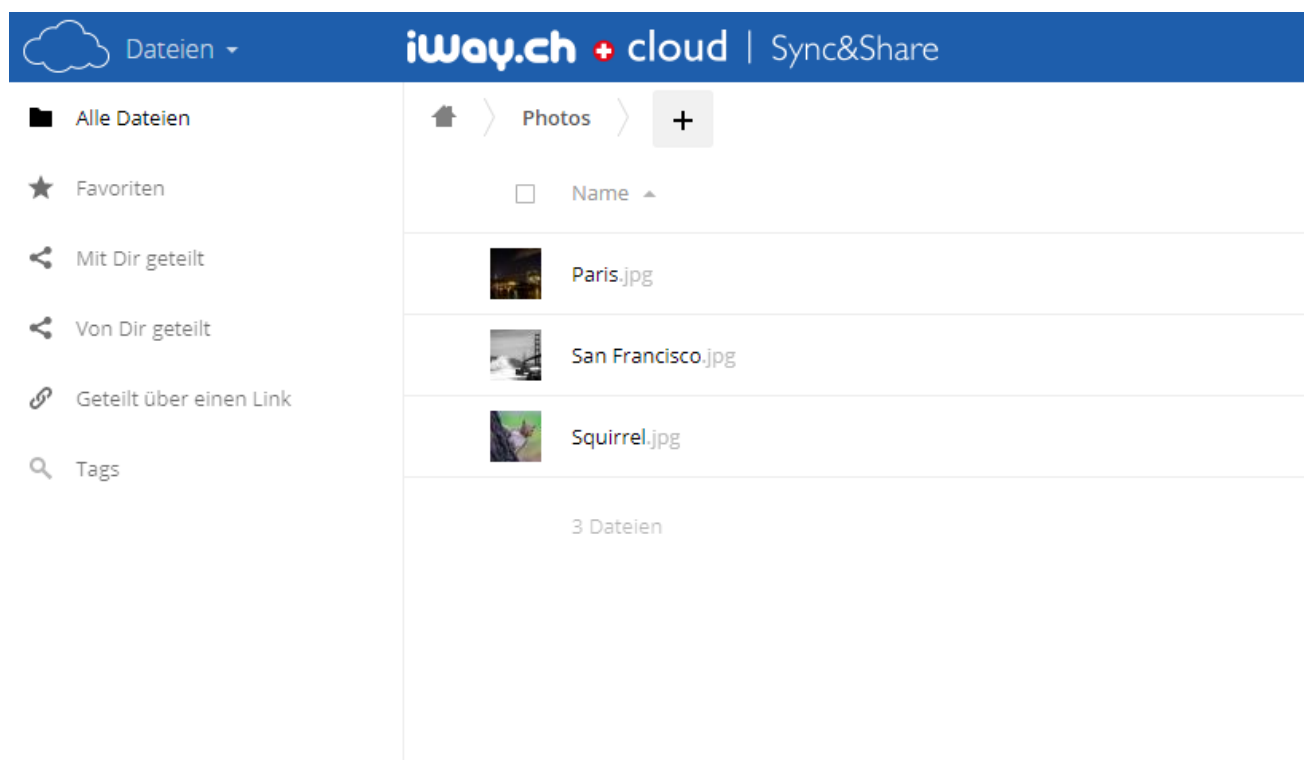 Dateien
iway.ch cloud | Sync&Share
Alle Dateien
Favoriten
Mit Dir geteilt
Von Dir geteilt
Geteilt über einen Link
Tags
Photos
+
Name
Paris.jpg
San Francisco.jpg
Squirrel.jpg
3 Dateien